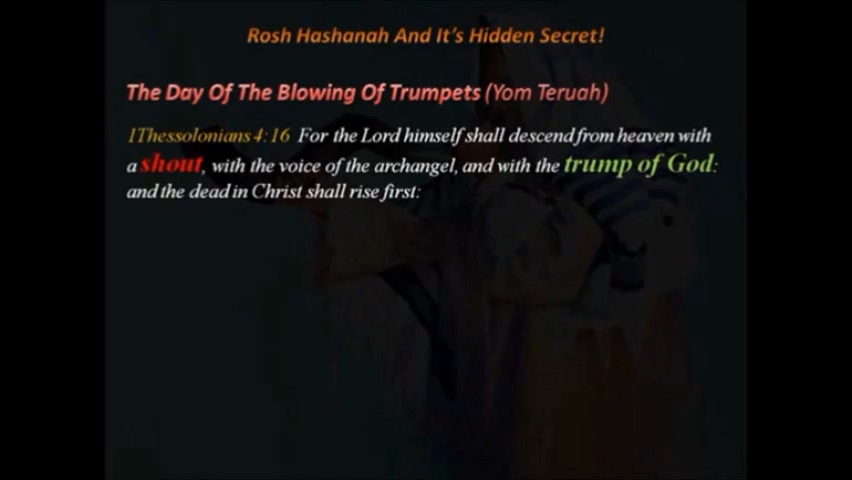 Rosh Hashanah And It's Hidden Secret!
The Day Of The Blowing Of Trumpets (Yom Teruah)
1Thessolonians 4:16 For the Lord himself shall descend from heaven with
a shout, with the voice of the archangel, and with the trump of God:
and the dead in Christ shall rise first: